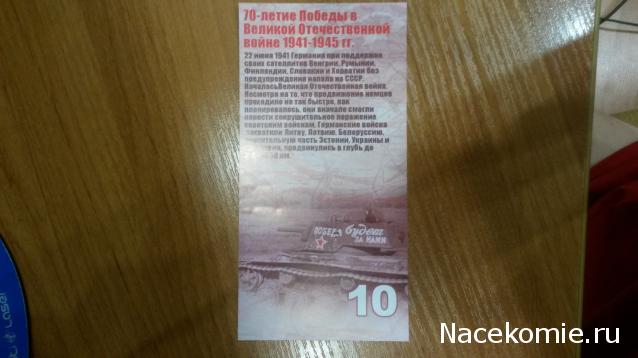 70-летие Победы в
Великой Отечественной
войне 1941-1945 гг.
22 июня 1941 Германия при поддержке
своих сателлитов Венгрии, Румынии,
Финляндии, Словакии и Хорватии без
предупреждения напала на СССР.
НачаласьВеликая Отечественная война.
Несмотря на то, что продвижение немцев
проходило не так быстро, как
планировалось, они вначале смогли
нанести сокрушительное поражение
советским войскам. Германские войска
захватили Литву, Латвию, Белоруссию,
часть Эстонии, Украины и
продвинулись в глубь до
км.
ПОБЕДА будет
ЗА НАМИ
10
Laser
Nacekomie.ru